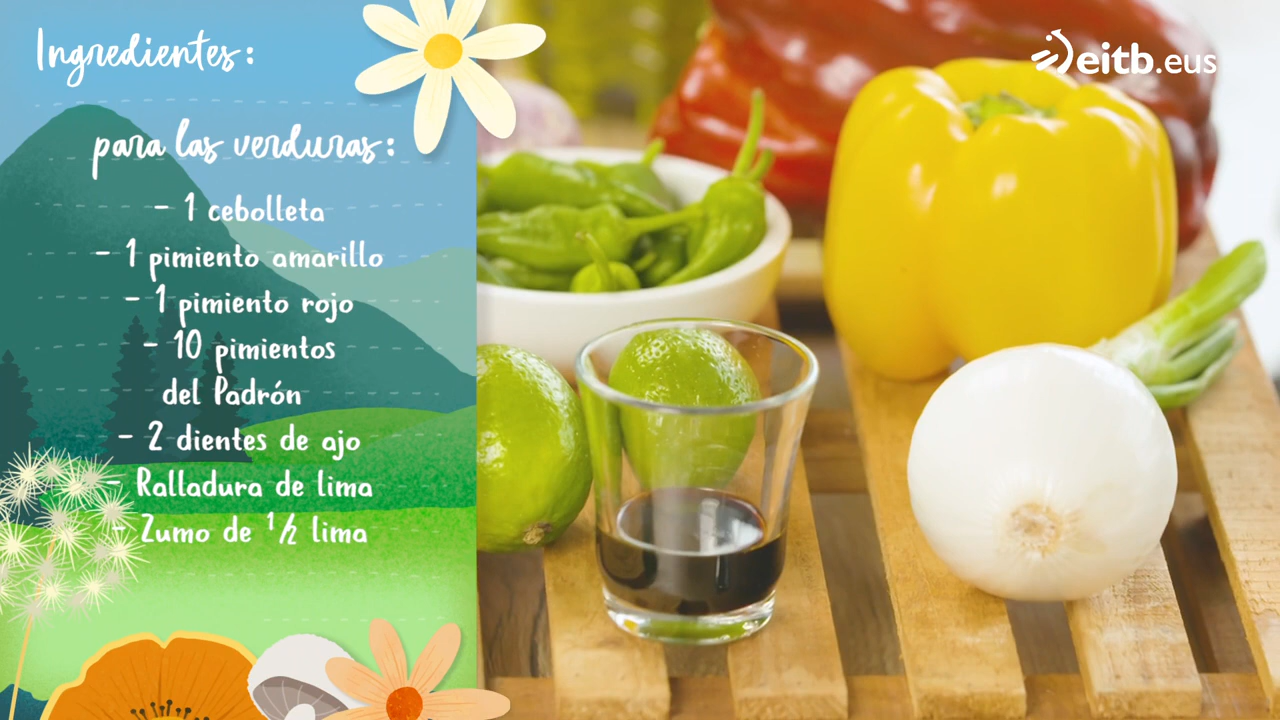 Ingredientes:
para las verduras:
- 1 cebolleta
- 1 pimiento amarillo
- 1 pimiento rojo
- 10 pimientos
del Padrón
- 2 dientes de ajo
- Ralladura de lima
- Zumo de ½ lima
eitb.eus